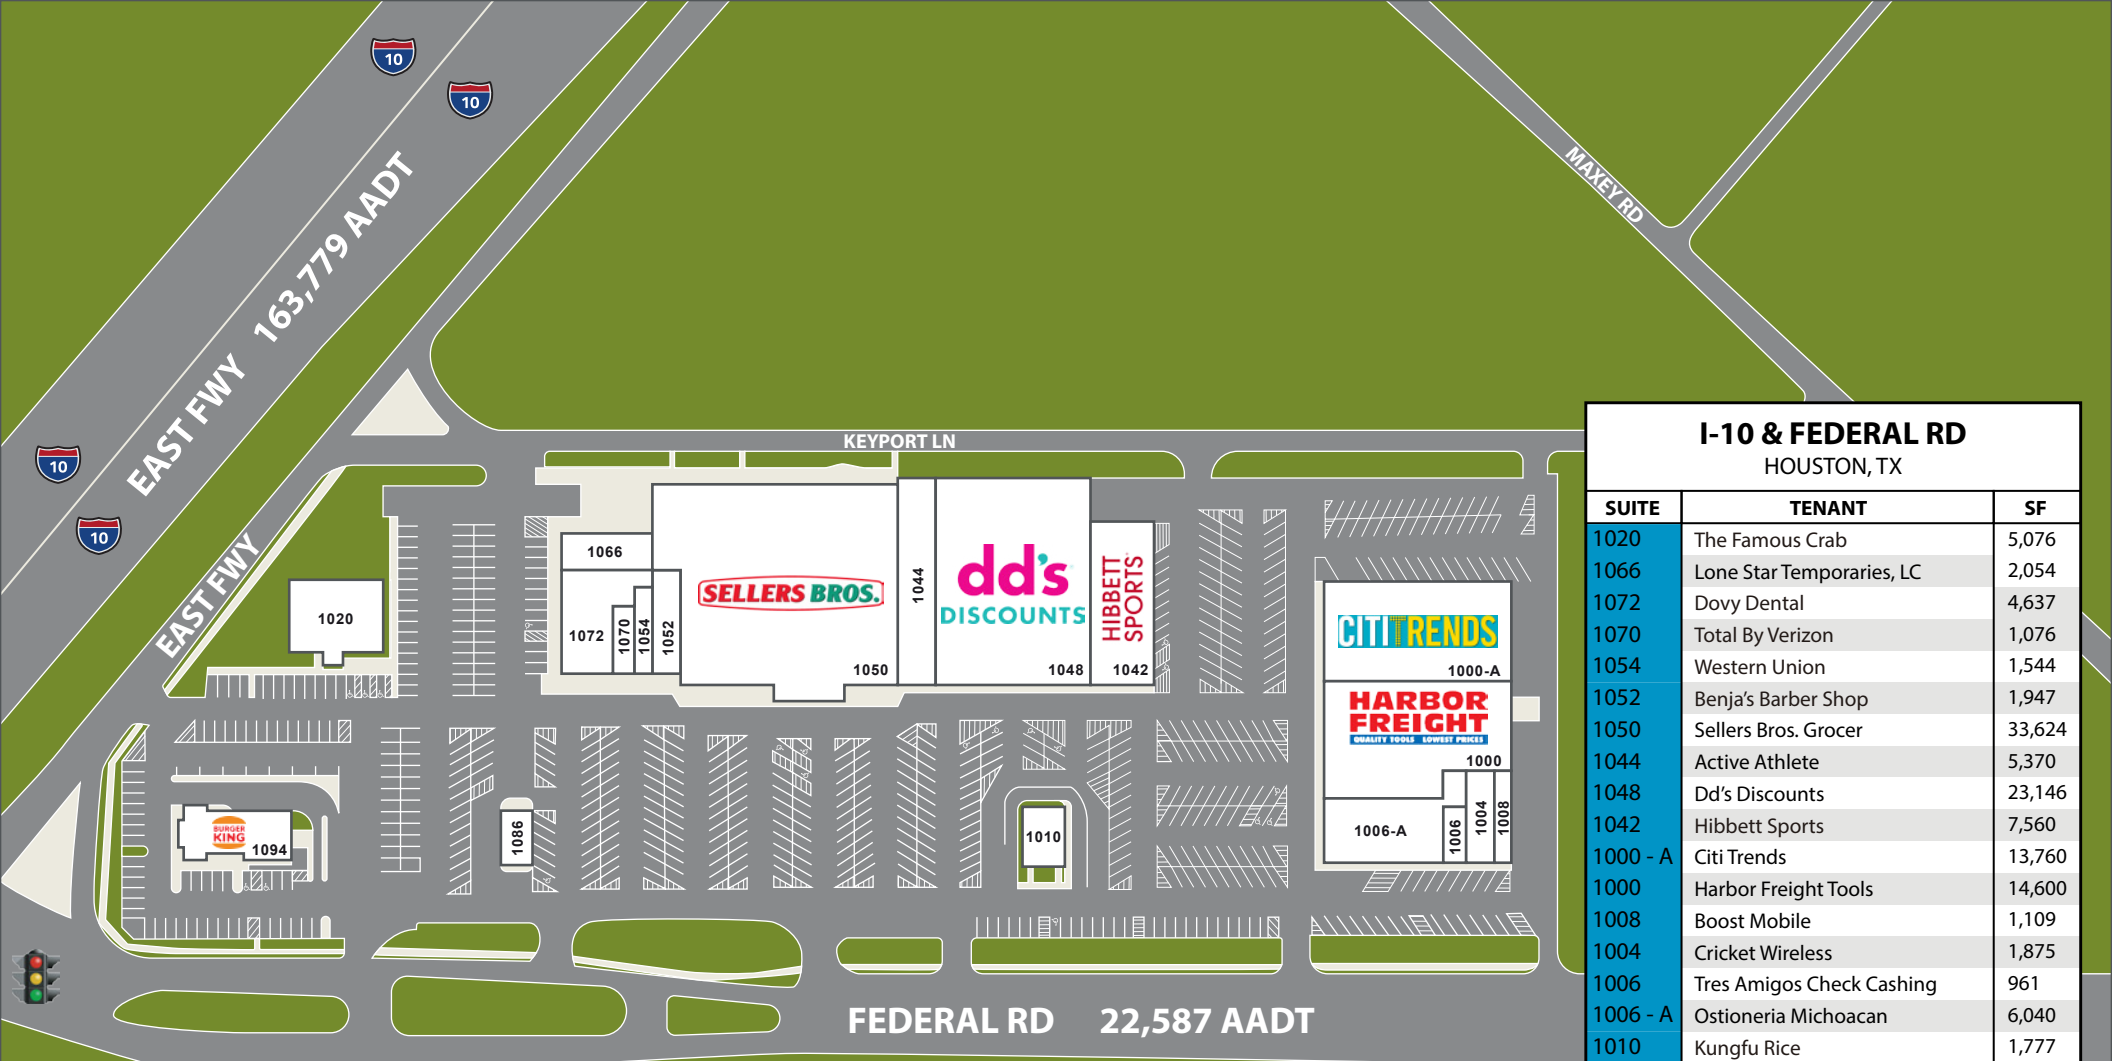 10
10
163,779 AADT
EAST FWY
10
10
EAST FWY
MAXEY RD
KEYPORT LN
1020
1066
1072
1070
1054
1052
SELLERS BROS.
1050
1044
dd's
DISCOUNTS
1048
HIBBETT
SPORTS
1042
CITITRENDS
1000-A
HARBOR
FREIGHT
QUALITY TOOLS LOWEST PRICES
1000
1006-A
1006
1004
1008
BURGER
KING
1094
1086
1010
FEDERAL RD 22,587 AADT
I-10 & FEDERAL RD
HOUSTON, TX
SUITE TENANT SF
1020 The Famous Crab 5,076
1066 Lone Star Temporaries, LC 2,054
1072 Dovy Dental 4,637
1070 Total By Verizon 1,076
1054 Western Union 1,544
1052 Benja's Barber Shop 1,947
1050 Sellers Bros. Grocer 33,624
1044 Active Athlete 5,370
1048 Dd's Discounts 23,146
1042 Hibbett Sports 7,560
1000 - A Citi Trends 13,760
1000 Harbor Freight Tools 14,600
1008 Boost Mobile 1,109
1004 Cricket Wireless 1,875
1006 Tres Amigos Check Cashing 961
1006 - A Ostioneria Michoacan 6,040
1010 Kungfu Rice 1,777